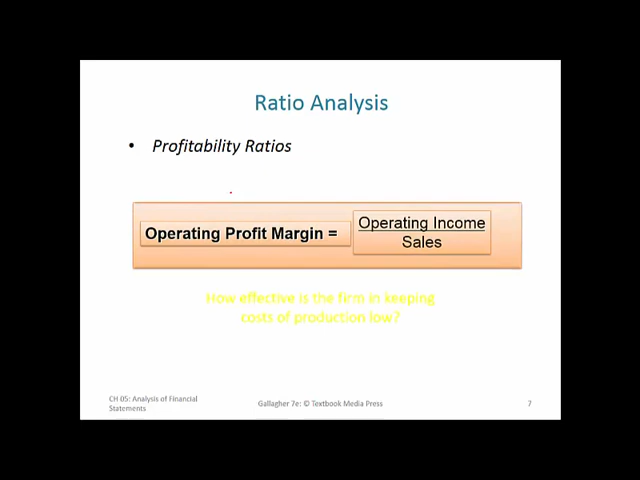 Ratio Analysis
• Profitability Ratios
Operating Profit Margin =
Operating Income
Sales
How effective is the firm in keeping
costs of production low?
CH 05: Analysis of Financial
Statements
Gallagher 7e: © Textbook Media Press
7